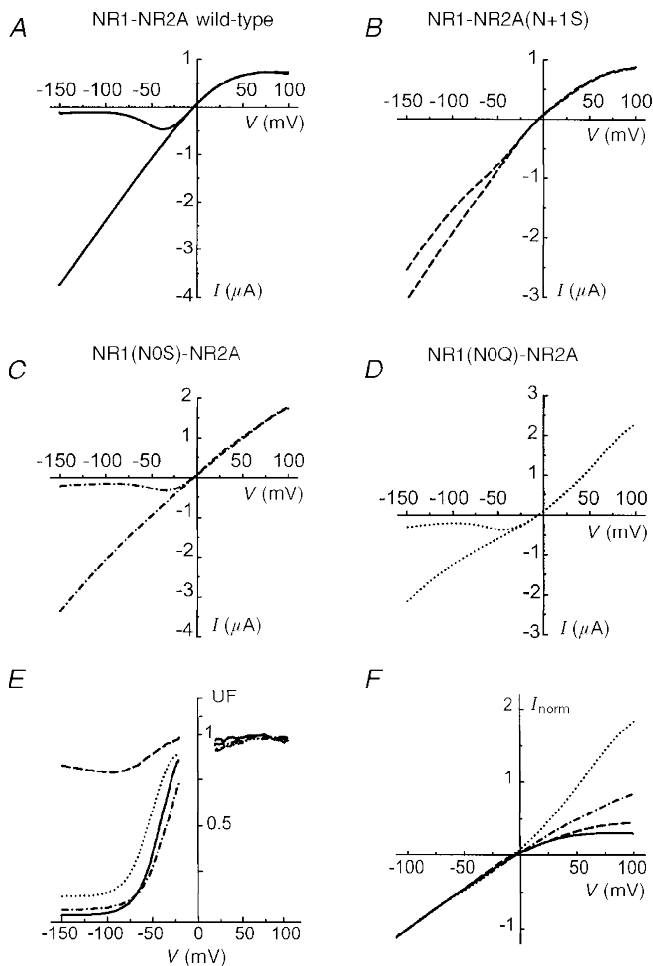 A
NR1-NR2A wild-type
1
-150 -100 -50 50 100
V (mV)
-1
-2
-3
-4
I (µA)
B
NR1-NR2A(N+1S)
1
-150 -100 -50 50 100
V (mV)
-1
-2
-3
I (µA)
C
NR1(N0S)-NR2A
2
1
-150 -100 -50 50 100
V (mV)
-1
-2
-3
-4
I (µA)
D
NR1(N0Q)-NR2A
3
2
1
-150 -100 -50 50 100
V (mV)
-1
-2
-3
I (µA)
E
UF
1
0.5
-150 -100 -50 0 50 100
V (mV)
F
2
Inorm
1
-100 -50 50 100
V (mV)
-1